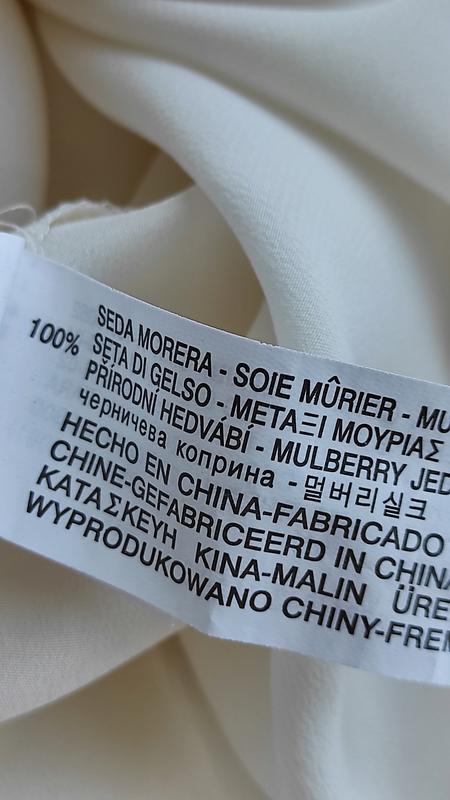 100% SEDA MORERA - SOIE MÛRIER - MU
SETA DI GELSO - ΜΕΤΑΞΙ ΜΟΥΡΙΑΣ
PŘÍRODNÍ HEDVÁBÍ - MULBERRY JED
черничева коприна - 멀버리실크
HECHO EN CHINA-FABRICADO
CHINE-GEFABRICEERD IN CHINA
ΚΑΤΑΣΚΕΥΗ ΚΙΝΑ-MALIN ÜRE
WYPRODUKOWANO CHINY-FREM